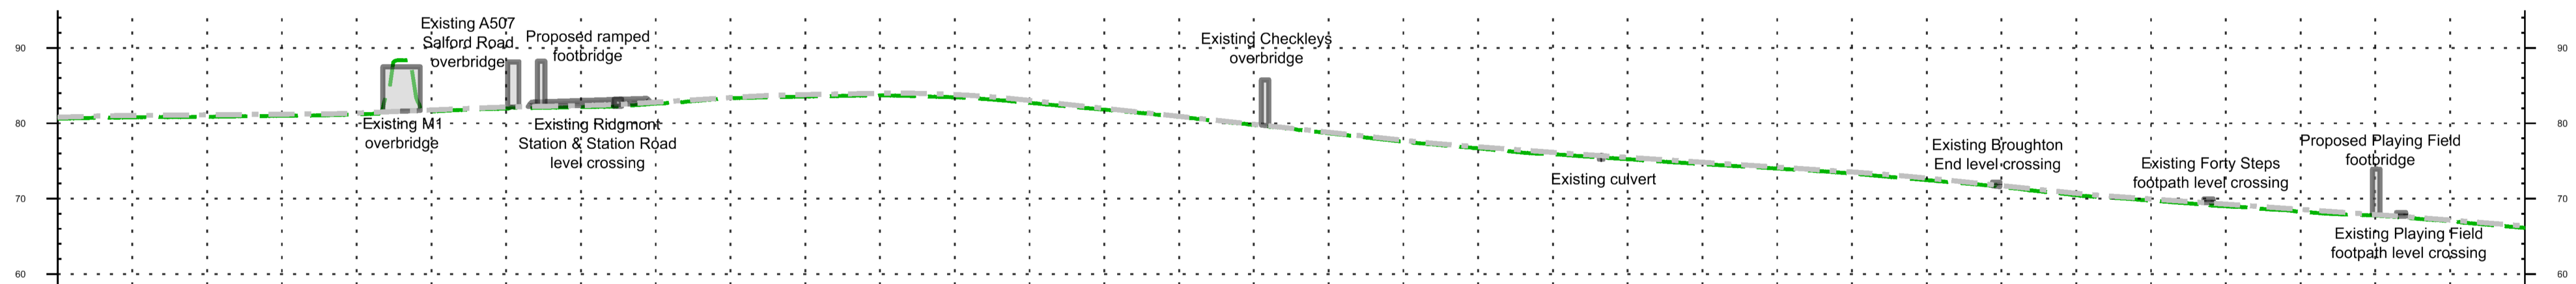 Existing A507
Salford Road
overbridge
Proposed ramped
footbridge
Existing Checkleys
overbridge
90
90
80
80
Existing M1
overbridge
Existing Ridgmont
Station & Station Road
level crossing
Existing culvert
Existing Broughton
End level crossing
Existing Forty Steps
footpath level crossing
Proposed Playing Field
footbridge
70
70
Existing Playing Field
footpath level crossing
60
60